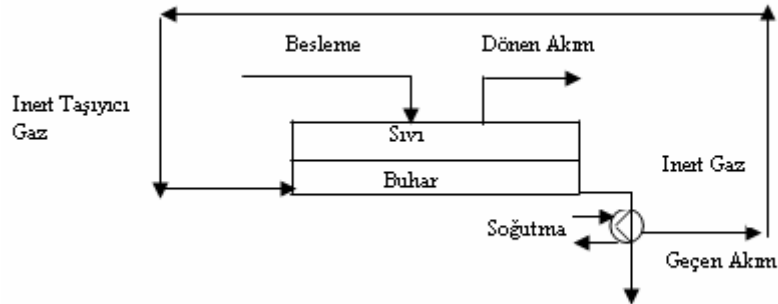 Besleme
Dönen Akım
Inert Taşıyıcı
Gaz
Sıvı
Inert Gaz
Buhar
Soğutma
Geçen Akım